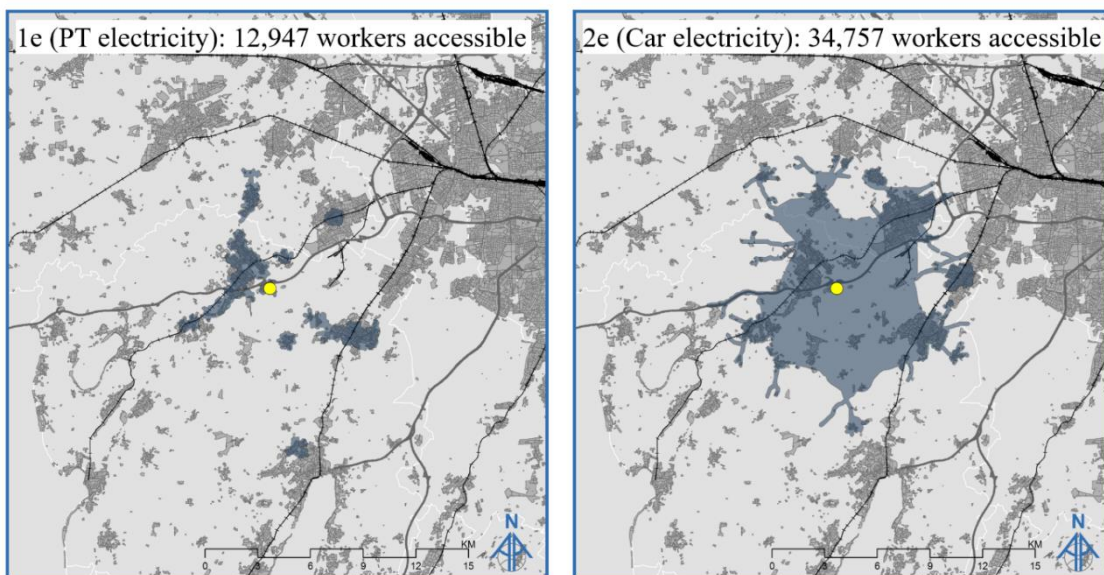 1e (PT electricity): 12,947 workers accessible
N
KM
0 3 6 9 12 15
2e (Car electricity): 34,757 workers accessible
N
KM
0 3 6 9 12 15